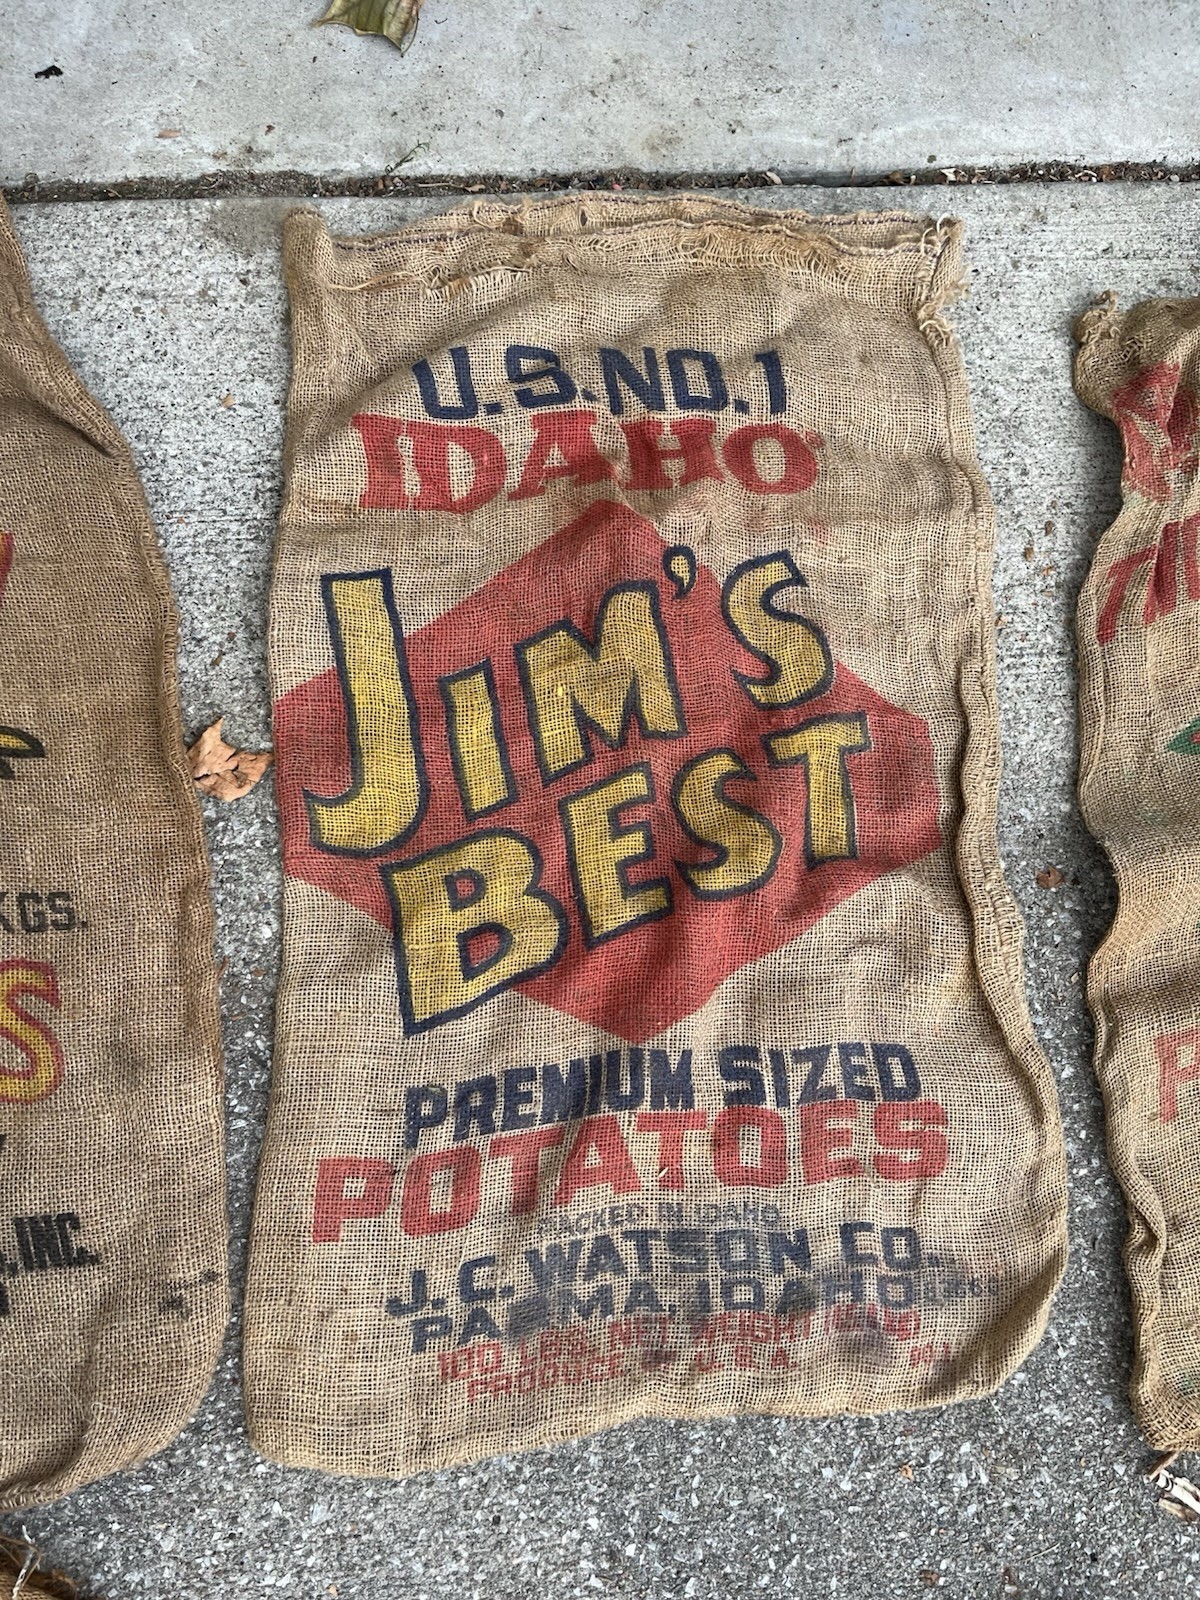 U.S. NO. 1
IDAHO®
JIM'S
BEST
PREMIUM SIZED
POTATOES
PACKED IN IDAHO
J.C. WATSON CO.
PARMA, IDAHO
100 LBS. NET WEIGHT
PRODUCE OF U.S.A.
KGS.
S
INC.